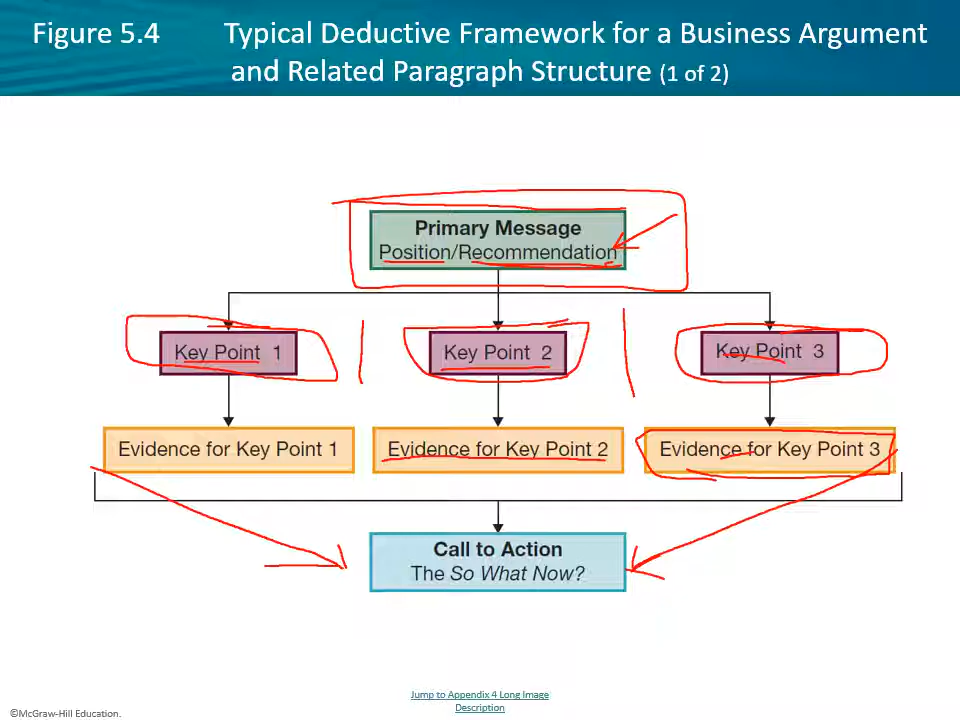 Figure 5.4 Typical Deductive Framework for a Business Argument
and Related Paragraph Structure (1 of 2)
Primary Message
Position/Recommendation
Key Point 1
Key Point 2
Key Point 3
Evidence for Key Point 1
Evidence for Key Point 2
Evidence for Key Point 3
Call to Action
The So What Now?
Jump to Appendix 4 Long Image
Description
©McGraw-Hill Education.